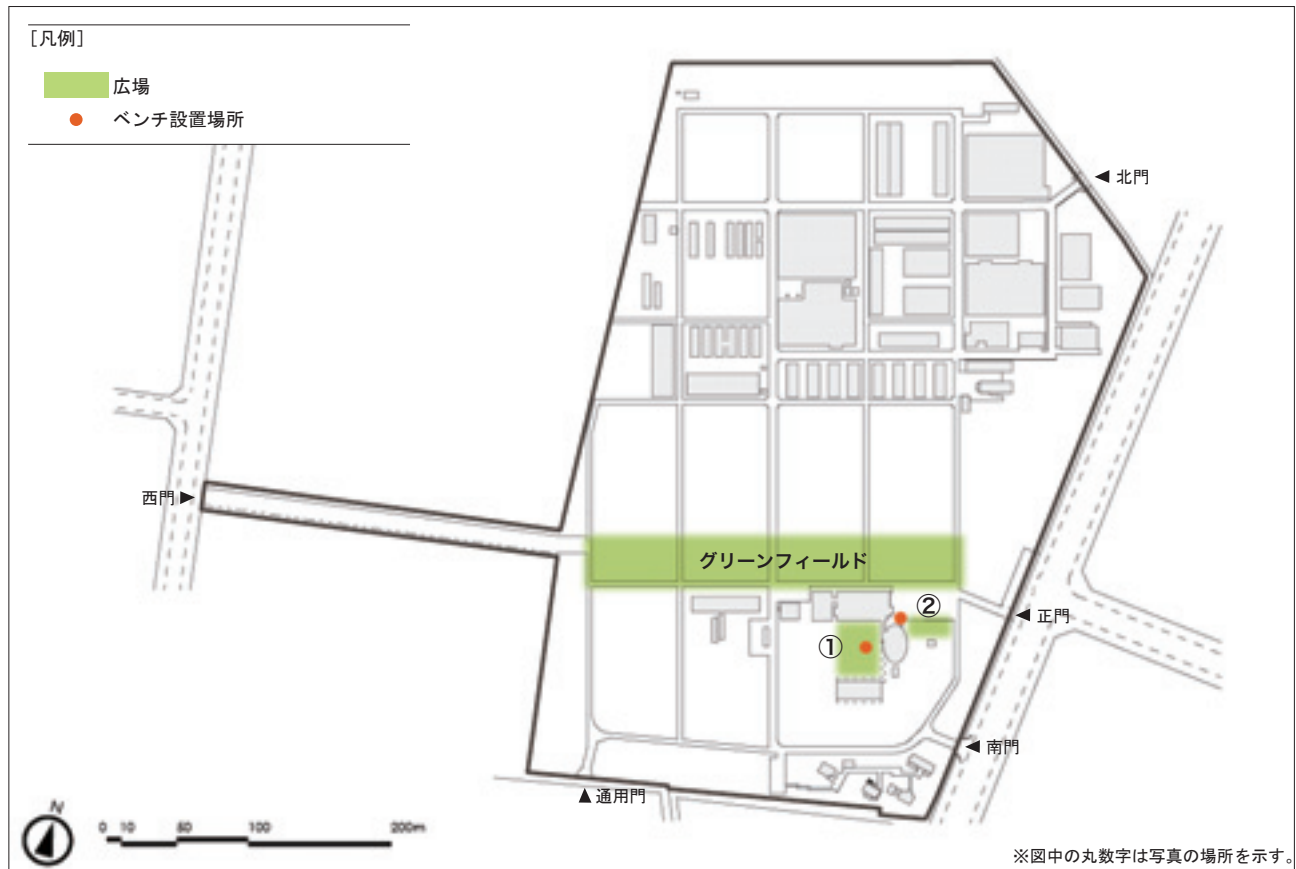 ［凡例］
広場
ベンチ設置場所
◀ 北門
西門 ▶
グリーンフィールド
②
①
◀ 正門
◀ 南門
▲ 通用門
N
0 10 50 100 200m
※図中の丸数字は写真の場所を示す。